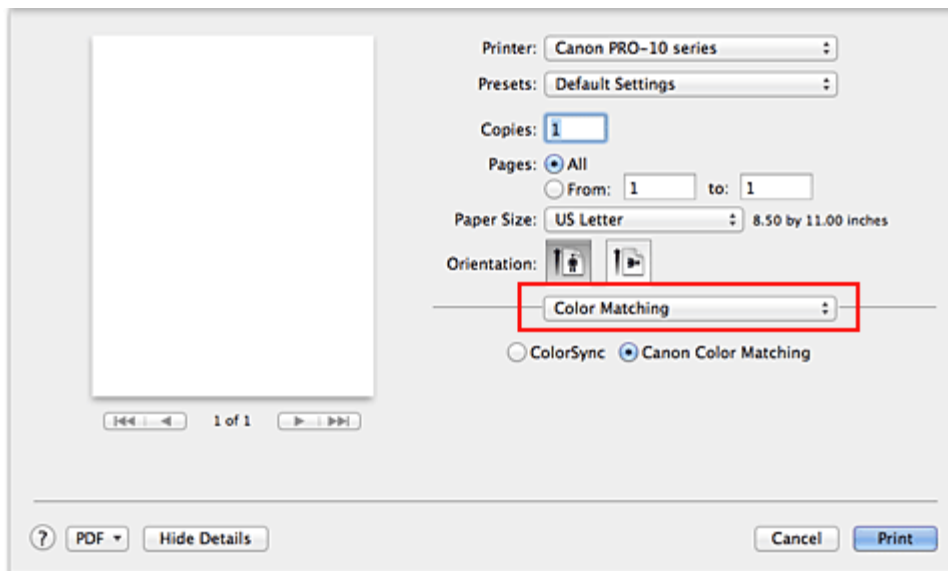 Printer: Canon PRO-10 series
Presets: Default Settings
Copies: 1
Pages: All
From: 1 to: 1
Paper Size: US Letter 8.50 by 11.00 inches
Orientation:
Color Matching
ColorSync Canon Color Matching
1 of 1
? PDF Hide Details Cancel Print